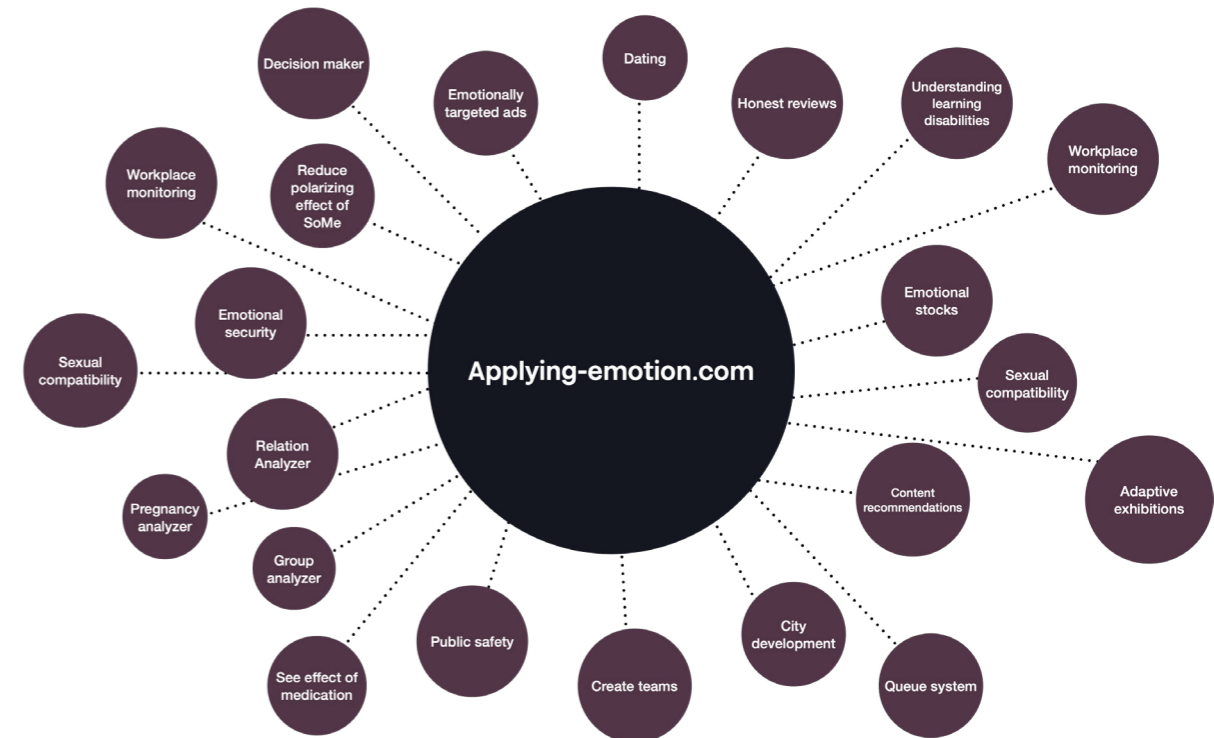 Decision maker
Emotionally
targeted ads
Dating
Honest reviews
Understanding
learning
disabilities
Workplace
monitoring
Workplace
monitoring
Reduce
polarizing
effect of
SoMe
Emotional
security
Emotional
stocks
Sexual
compatibility
Applying-emotion.com
Sexual
compatibility
Relation
Analyzer
Content
recommendations
Adaptive
exhibitions
Pregnancy
analyzer
Group
analyzer
Public safety
City
development
See effect of
medication
Create teams
Queue system